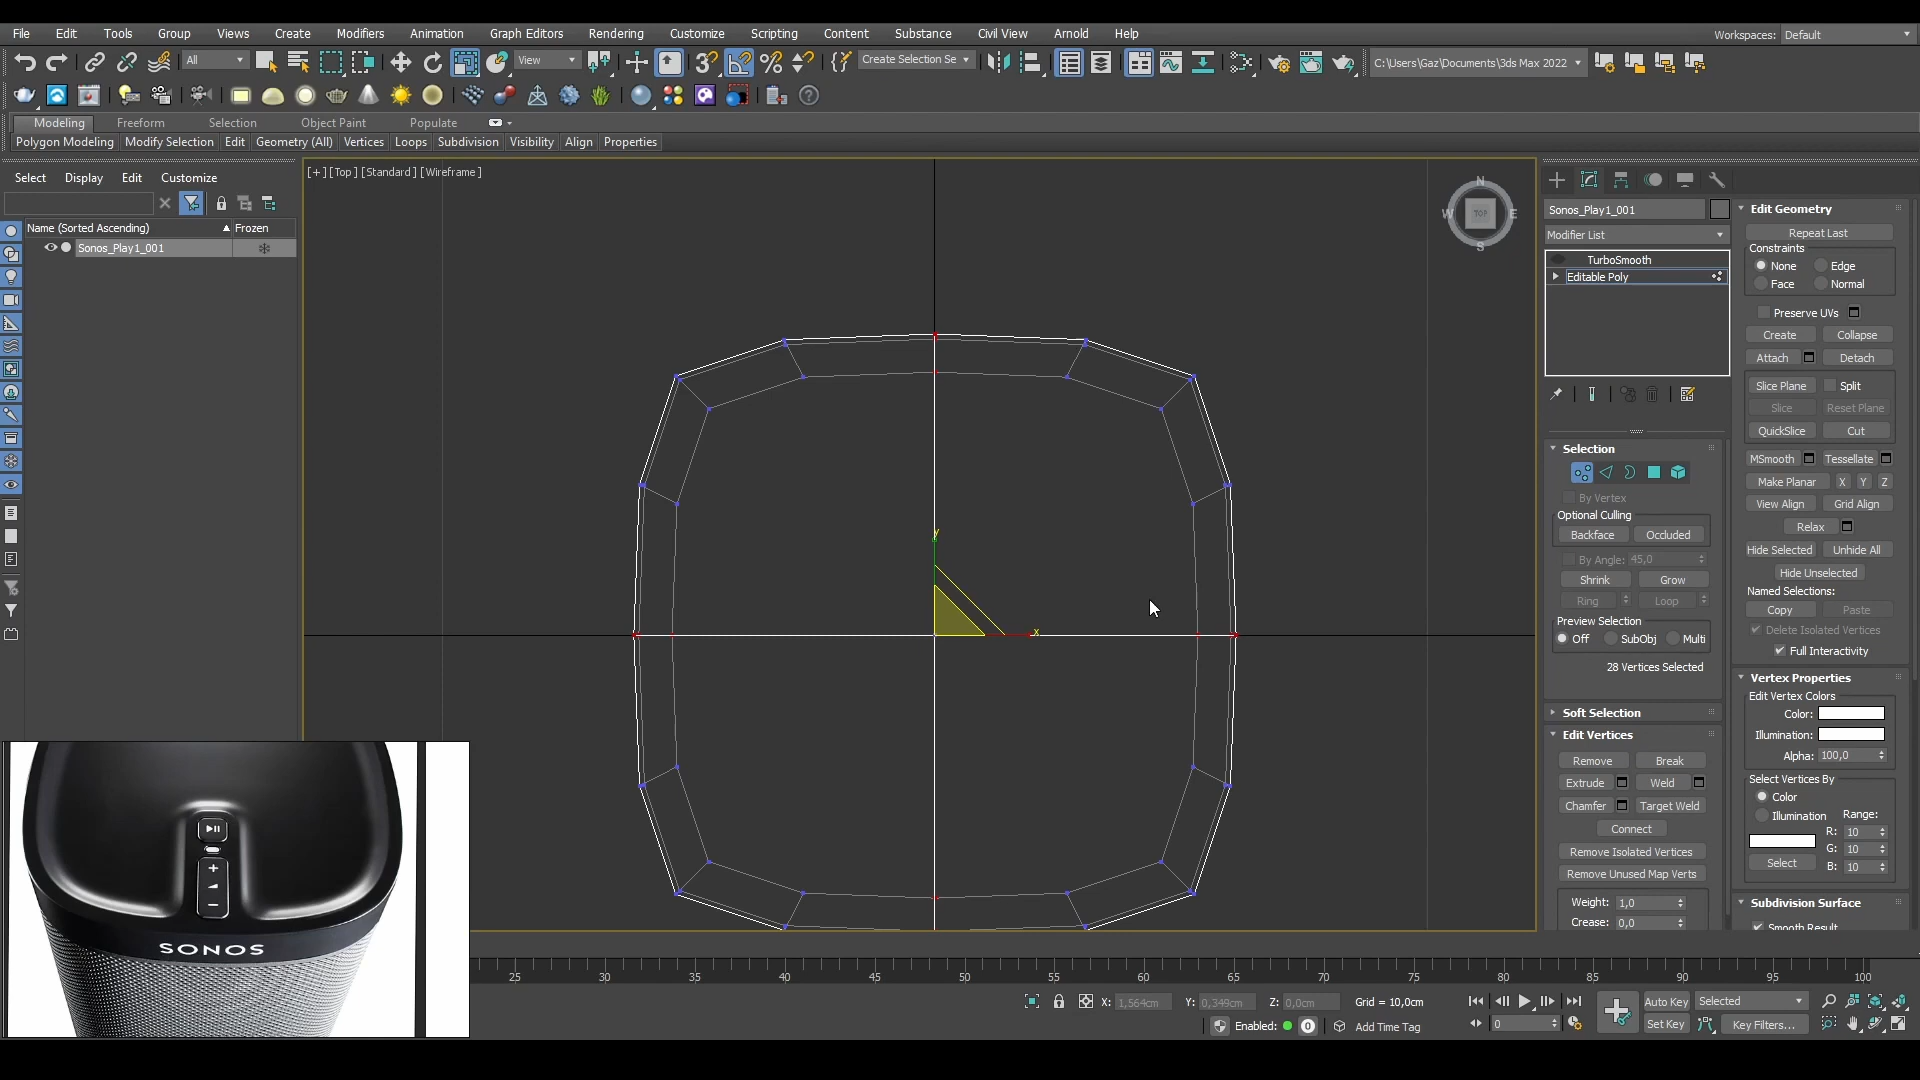 File Edit Tools Group Views Create Modifiers Animation Graph Editors Rendering Customize Scripting Content Substance Civil View Arnold Help Workspaces: Default
All View Create Selection Se C:\Users\Gaz\Documents\3ds Max 2022
Modeling Freeform Selection Object Paint Populate
Polygon Modeling Modify Selection Edit Geometry (All) Vertices Loops Subdivision Visibility Align Properties
Select Display Edit Customize
Name (Sorted Ascending) Frozen
Sonos_Play1_001
[+] [Top] [Standard] [Wireframe]
N
W TOP E
S
y
x
Sonos_Play1_001
Modifier List
TurboSmooth
Editable Poly
Selection
By Vertex
Optional Culling
Backface Occluded
By Angle: 45,0
Shrink Grow
Ring Loop
Preview Selection
Off SubObj Multi
28 Vertices Selected
Soft Selection
Edit Vertices
Remove Break
Extrude Weld
Chamfer Target Weld
Connect
Remove Isolated Vertices
Remove Unused Map Verts
Weight: 1,0
Crease: 0,0
Edit Geometry
Repeat Last
Constraints
None Edge
Face Normal
Preserve UVs
Create Collapse
Attach Detach
Slice Plane Split
Slice Reset Plane
QuickSlice Cut
MSmooth Tessellate
Make Planar X Y Z
View Align Grid Align
Relax
Hide Selected Unhide All
Hide Unselected
Named Selections:
Copy Paste
Delete Isolated Vertices
Full Interactivity
Vertex Properties
Edit Vertex Colors
Color:
Illumination:
Alpha: 100,0
Select Vertices By
Color
Illumination Range:
R: 10
G: 10
Select B: 10
Subdivision Surface
Smooth Result
SONOS
25 30 35 40 45 50 55 60 65 70 75 80 85 90 95 100
X: 1,564cm Y: 0,349cm Z: 0,0cm Grid = 10,0cm Auto Key Selected
Enabled: 0 Add Time Tag 0 Set Key Key Filters...